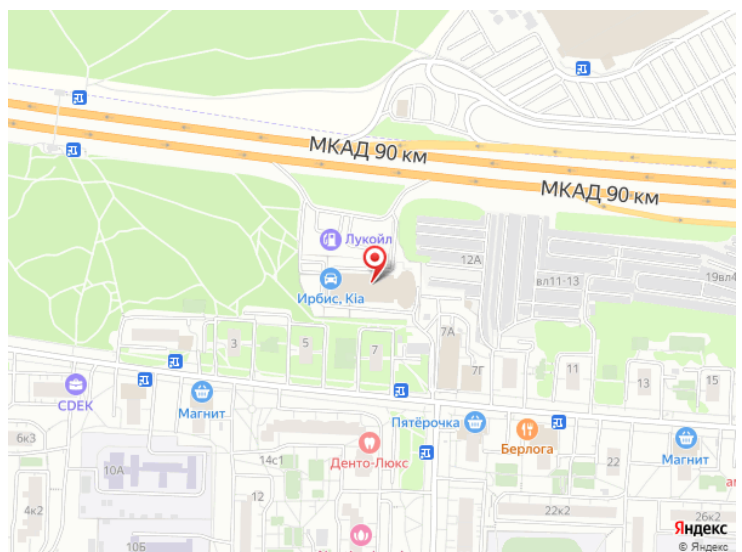 МКАД 90 км
МКАД 90 км
Лукойл
12А
вл11-13
19вл4
Ирбис, Kia
7А
3
5
7
7Г
11
13
15
CDEK
Магнит
Пятёрочка
Берлога
Магнит
6к3
10А
14с1
Денто-Люкс
22
12
4к2
22к2
26к2
10Б
Яндекс
© Яндекс